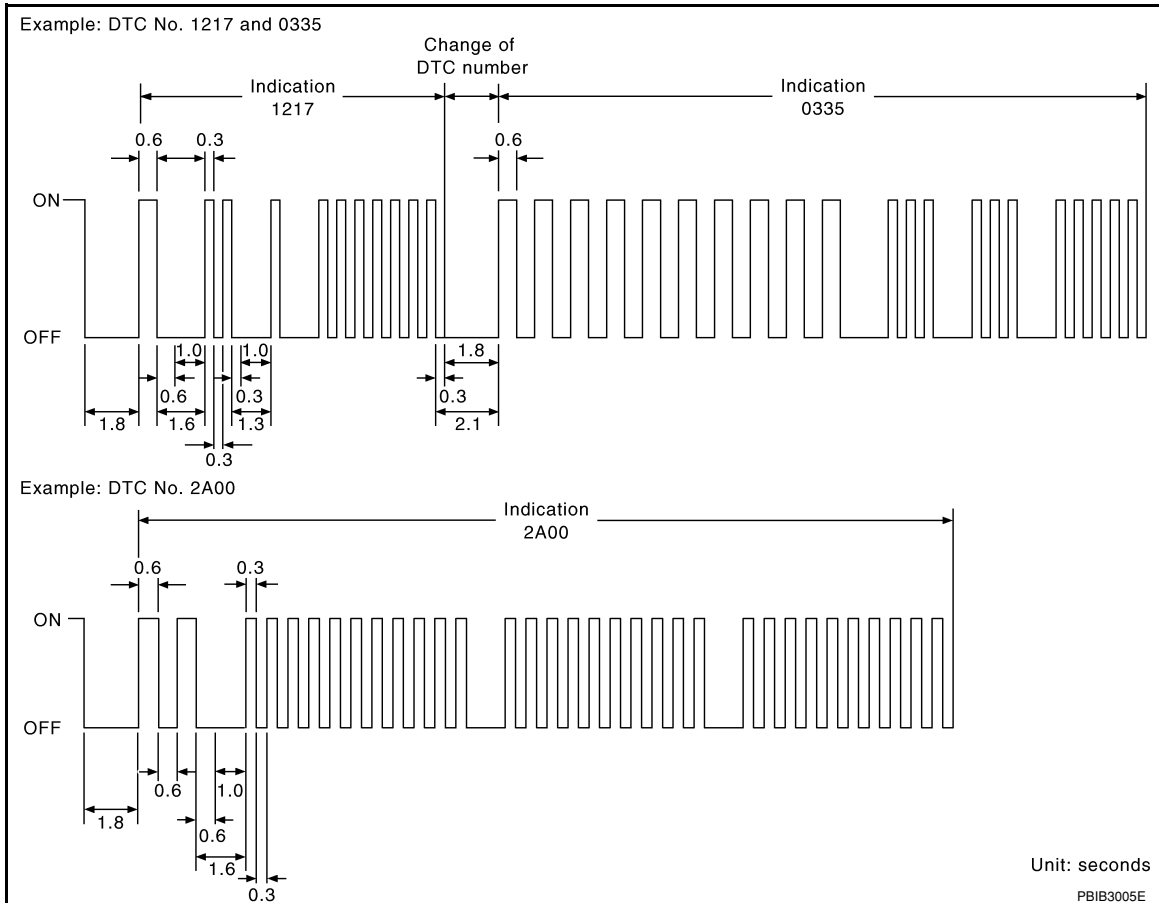 Example: DTC No. 1217 and 0335
Change of
DTC number
Indication
1217
Indication
0335
0.6
0.3
0.6
ON
OFF
1.0
1.0
1.8
0.6
0.3
0.3
1.8
1.6
1.3
2.1
0.3
Example: DTC No. 2A00
Indication
2A00
0.6
0.3
ON
OFF
0.6
1.0
1.8
0.6
1.6
0.3
Unit: seconds
PBIB3005E